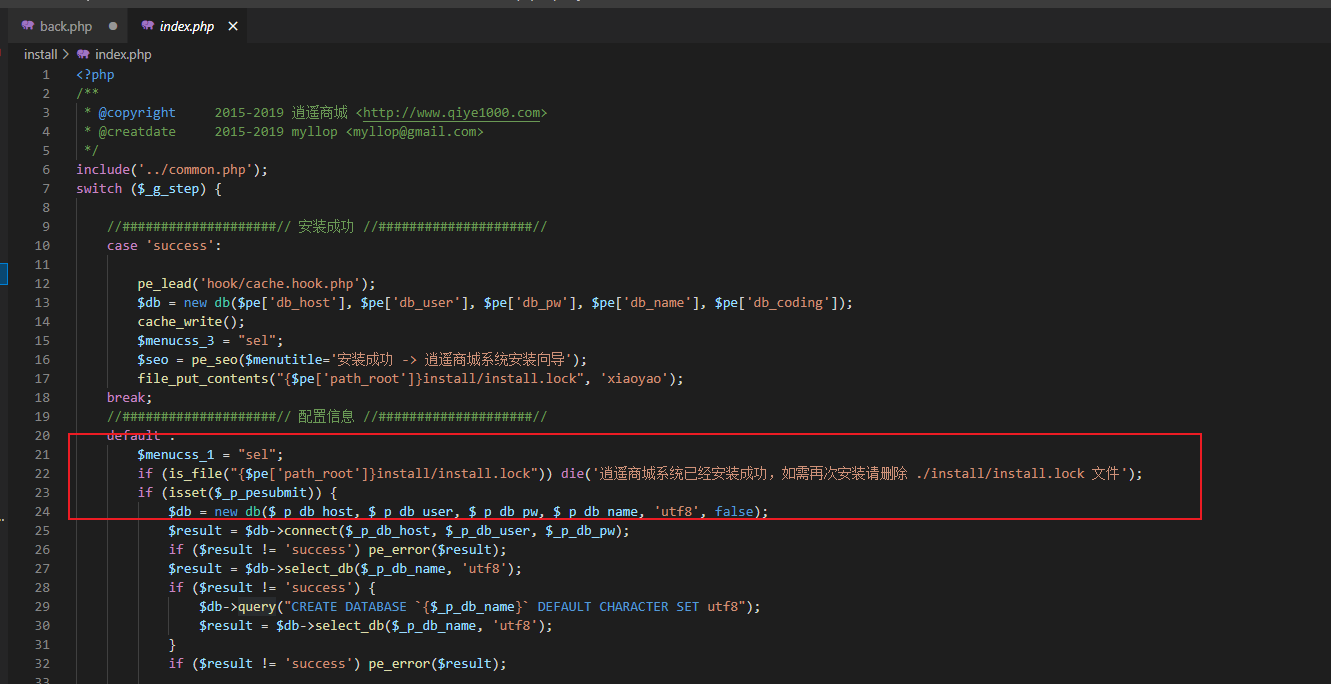 back.php
index.php
install > index.php
1 <?php
2 /**
3 * @copyright 2015-2019 逍遥商城 <http://www.qiye1000.com>
4 * @creatdate 2015-2019 myllop <myllop@gmail.com>
5 */
6 include('../common.php');
7 switch ($_g_step) {
8
9 //####################// 安装成功 //####################//
10 case 'success':
11
12 pe_lead('hook/cache.hook.php');
13 $db = new db($pe['db_host'], $pe['db_user'], $pe['db_pw'], $pe['db_name'], $pe['db_coding']);
14 cache_write();
15 $menucss_3 = "sel";
16 $seo = pe_seo($menutitle='安装成功 -> 逍遥商城系统安装向导');
17 file_put_contents("{$pe['path_root']}install/install.lock", 'xiaoyao');
18 break;
19 //####################// 配置信息 //####################//
20 default :
21 $menucss_1 = "sel";
22 if (is_file("{$pe['path_root']}install/install.lock")) die('逍遥商城系统已经安装成功，如需再次安装请删除 ./install/install.lock 文件');
23 if (isset($_p_pesubmit)) {
24 $db = new db($_p_db_host, $_p_db_user, $_p_db_pw, $_p_db_name, 'utf8', false);
25 $result = $db->connect($_p_db_host, $_p_db_user, $_p_db_pw);
26 if ($result != 'success') pe_error($result);
27 $result = $db->select_db($_p_db_name, 'utf8');
28 if ($result != 'success') {
29 $db->query("CREATE DATABASE `{$_p_db_name}` DEFAULT CHARACTER SET utf8");
30 $result = $db->select_db($_p_db_name, 'utf8');
31 }
32 if ($result != 'success') pe_error($result);
33